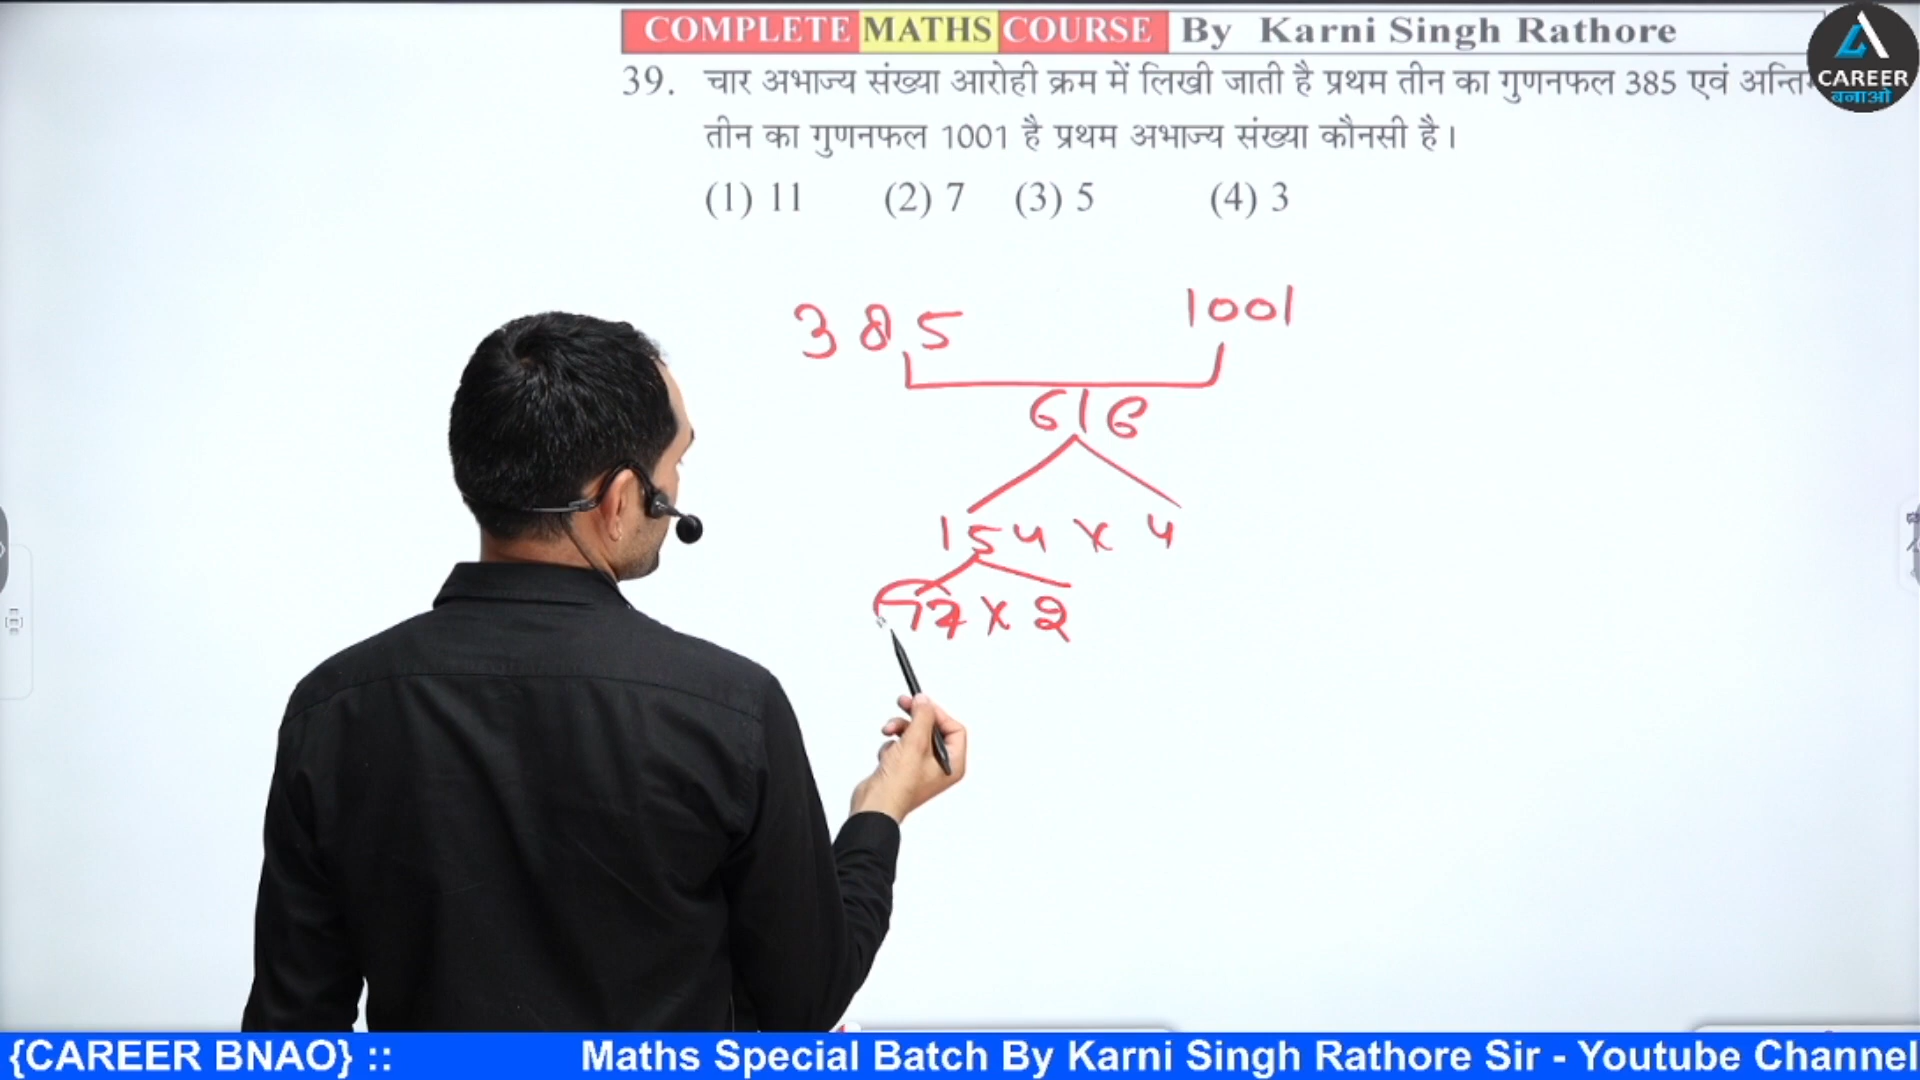 COMPLETE MATHS COURSE By Karni Singh Rathore
CAREER
बनाओ
39. चार अभाज्य संख्या आरोही क्रम में लिखी जाती है प्रथम तीन का गुणनफल 385 एवं
तीन का गुणनफल 1001 है प्रथम अभाज्य संख्या कौनसी है।
(1) 11 (2) 7 (3) 5 (4) 3
385 1001
616
154 x 4
77 x 2
{CAREER BNAO} :: Maths Special Batch By Karni Singh Rathore Sir - Youtube Channel